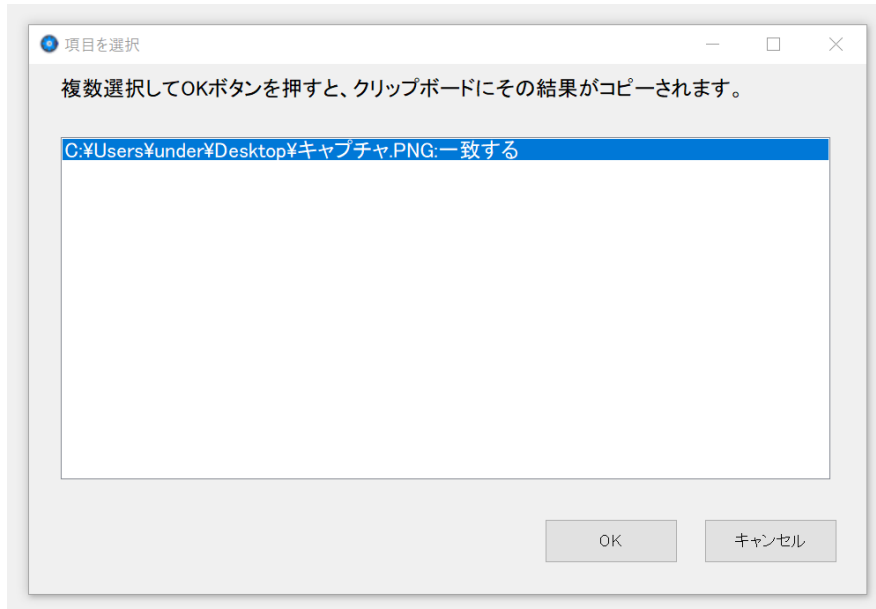 項目を選択
複数選択してOKボタンを押すと、クリップボードにその結果がコピーされます。
C:¥Users¥under¥Desktop¥キャプチャ.PNG:一致する
OK
キャンセル